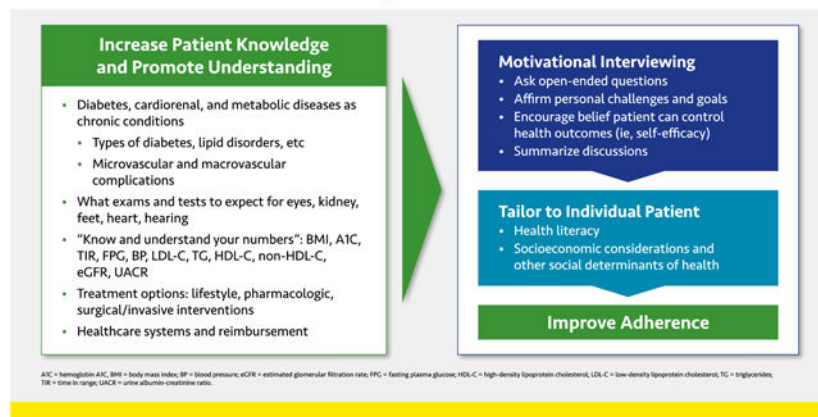 Increase Patient Knowledge
and Promote Understanding
• Diabetes, cardiorenal, and metabolic diseases as
chronic conditions
• Types of diabetes, lipid disorders, etc
• Microvascular and macrovascular
complications
• What exams and tests to expect for eyes, kidney,
feet, heart, hearing
• “Know and understand your numbers”: BMI, A1C,
TIR, FPG, BP, LDL-C, TG, HDL-C, non-HDL-C,
eGFR, UACR
• Treatment options: lifestyle, pharmacologic,
surgical/invasive interventions
• Healthcare systems and reimbursement
Motivational Interviewing
• Ask open-ended questions
• Affirm personal challenges and goals
• Encourage belief patient can control
health outcomes (ie, self-efficacy)
• Summarize discussions
Tailor to Individual Patient
• Health literacy
• Socioeconomic considerations and
other social determinants of health
Improve Adherence
A1C = hemoglobin A1C, BMI = body mass index; BP = blood pressure; eGFR = estimated glomerular filtration rate; FPG = fasting plasma glucose; HDL-C = high-density lipoprotein cholesterol; LDL-C = low-density lipoprotein cholesterol; TG = triglycerides;
TIR = time in range; UACR = urine albumin-creatinine ratio.